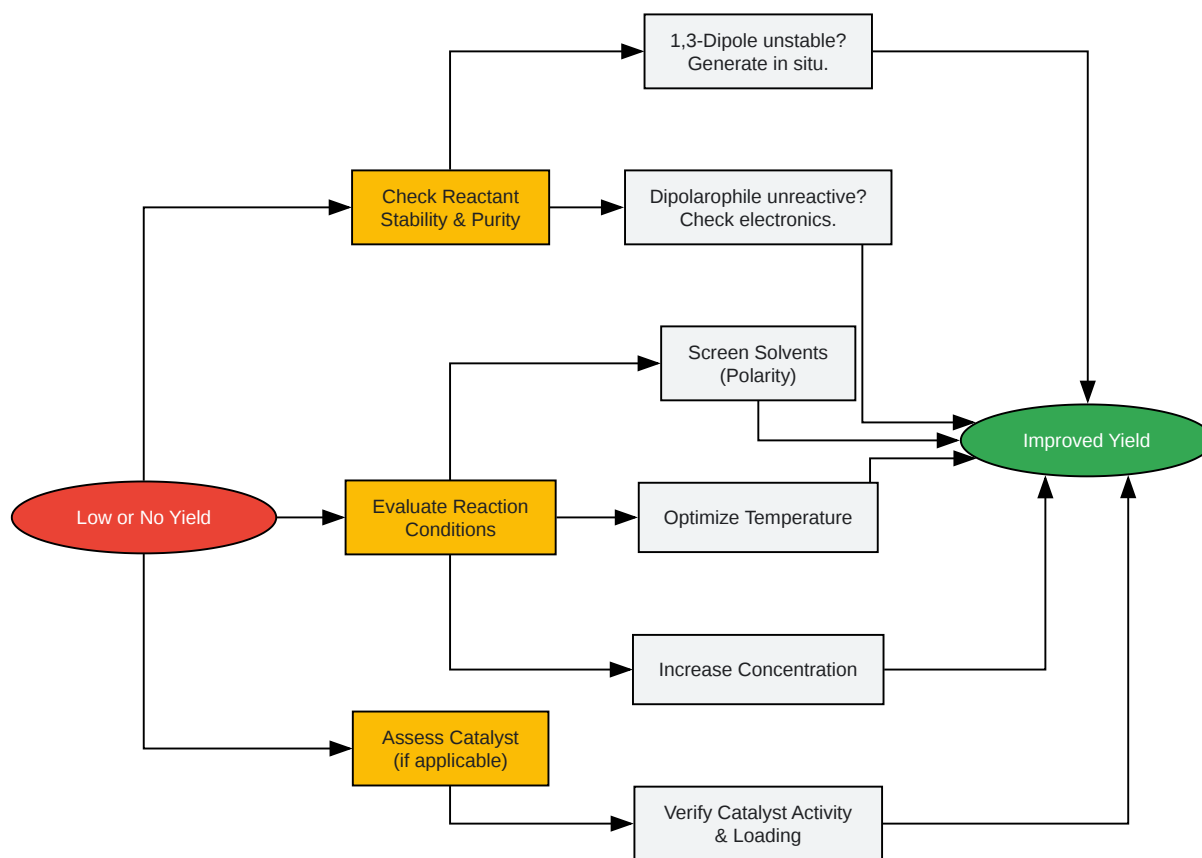 1,3-Dipole unstable?
Generate in situ.
Check Reactant
Stability & Purity
Dipolarophile unreactive?
Check electronics.
Screen Solvents
(Polarity)
Improved Yield
Low or No Yield
Evaluate Reaction
Conditions
Optimize Temperature
Increase Concentration
Assess Catalyst
(if applicable)
Verify Catalyst Activity
& Loading